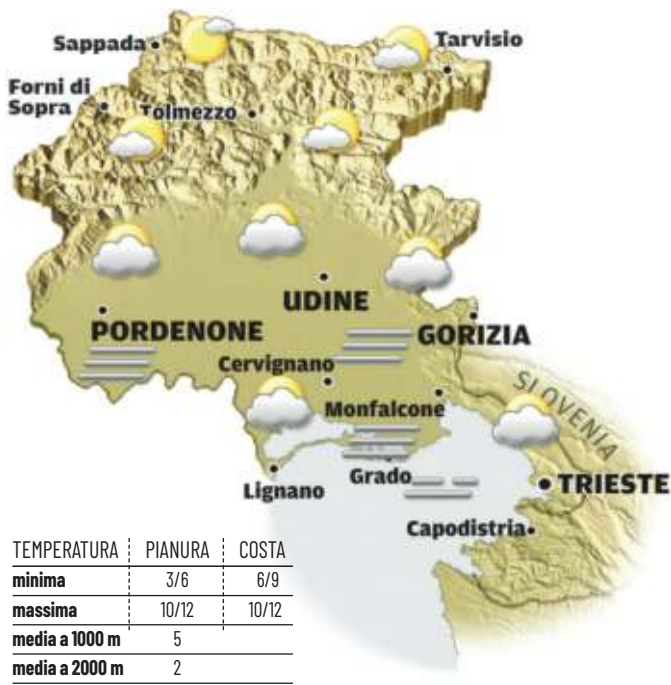 Sappada
Tarvisio
Forni di
Sopra
Tolmezzo
UDINE
PORDENONE
GORIZIA
Cervignano
SLOVENIA
Monfalcone
Grado
Lignano
TRIESTE
Capodistria
TEMPERATURA PIANURA COSTA
minima 3/6 6/9
massima 10/12 10/12
media a 1000 m 5
media a 2000 m 2